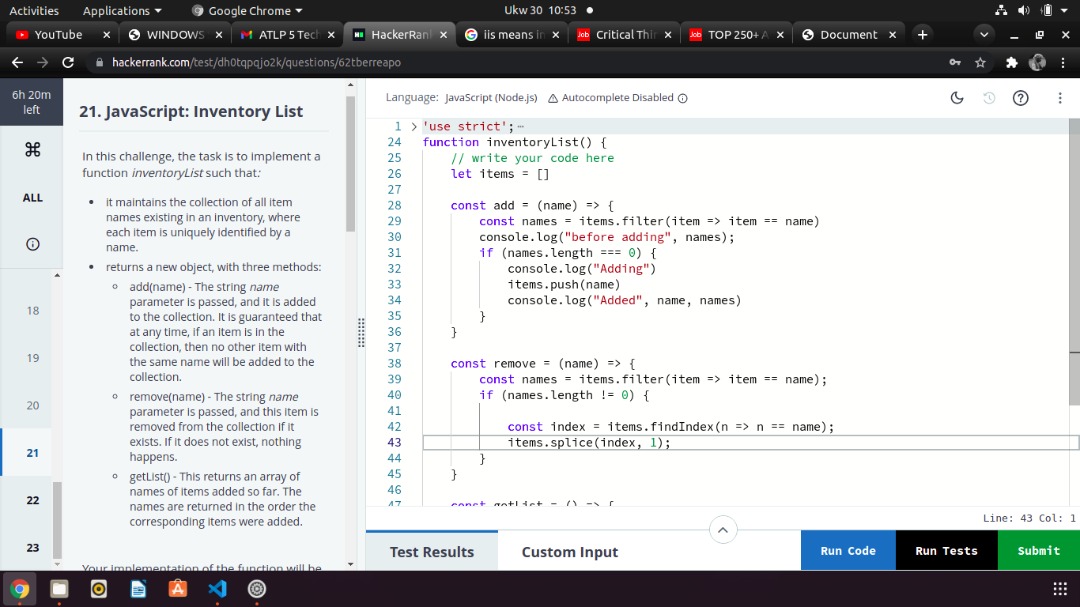 Activities Applications Google Chrome Ukw 30 10:53
YouTube WINDOWS ATLP 5 Tech HackerRank iis means in Critical Thin TOP 250+ A Document
hackerrank.com/test/dh0tqpqjo2k/questions/62tberreapo
6h 20m
left
ALL
18
19
20
21
22
23
21. JavaScript: Inventory List
In this challenge, the task is to implement a
function inventoryList such that:
• it maintains the collection of all item
names existing in an inventory, where
each item is uniquely identified by a
name.
• returns a new object, with three methods:
add(name) - The string name
parameter is passed, and it is added
to the collection. It is guaranteed that
at any time, if an item is in the
collection, then no other item with
the same name will be added to the
collection.
remove(name) - The string name
parameter is passed, and this item is
removed from the collection if it
exists. If it does not exist, nothing
happens.
getList() - This returns an array of
names of items added so far. The
names are returned in the order the
corresponding items were added.
Your implementation of the function will be
Language: JavaScript (Node.js) Autocomplete Disabled
1 'use strict';
24 function inventoryList() {
25 // write your code here
26 let items = []
27
28 const add = (name) => {
29 const names = items.filter(item => item == name)
30 console.log("before adding", names);
31 if (names.length === 0) {
32 console.log("Adding")
33 items.push(name)
34 console.log("Added", name, names)
35 }
36 }
37
38 const remove = (name) => {
39 const names = items.filter(item => item == name);
40 if (names.length != 0) {
41
42 const index = items.findIndex(n => n == name);
43 items.splice(index, 1);
44 }
45 }
46
47 const getList = () => {
Line: 43 Col: 1
Test Results Custom Input Run Code Run Tests Submit